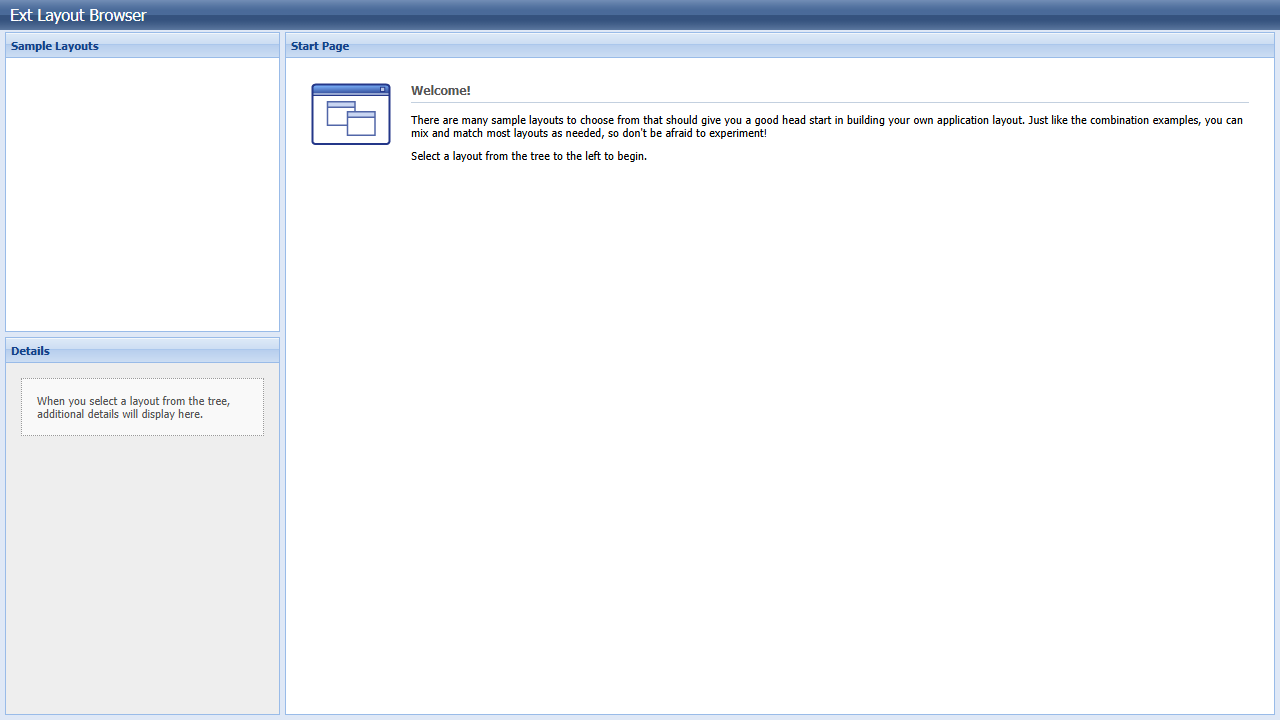 Ext Layout Browser
Sample Layouts
Start Page
Welcome!
There are many sample layouts to choose from that should give you a good head start in building your own application layout. Just like the combination examples, you can
mix and match most layouts as needed, so don't be afraid to experiment!
Select a layout from the tree to the left to begin.
Details
When you select a layout from the tree,
additional details will display here.